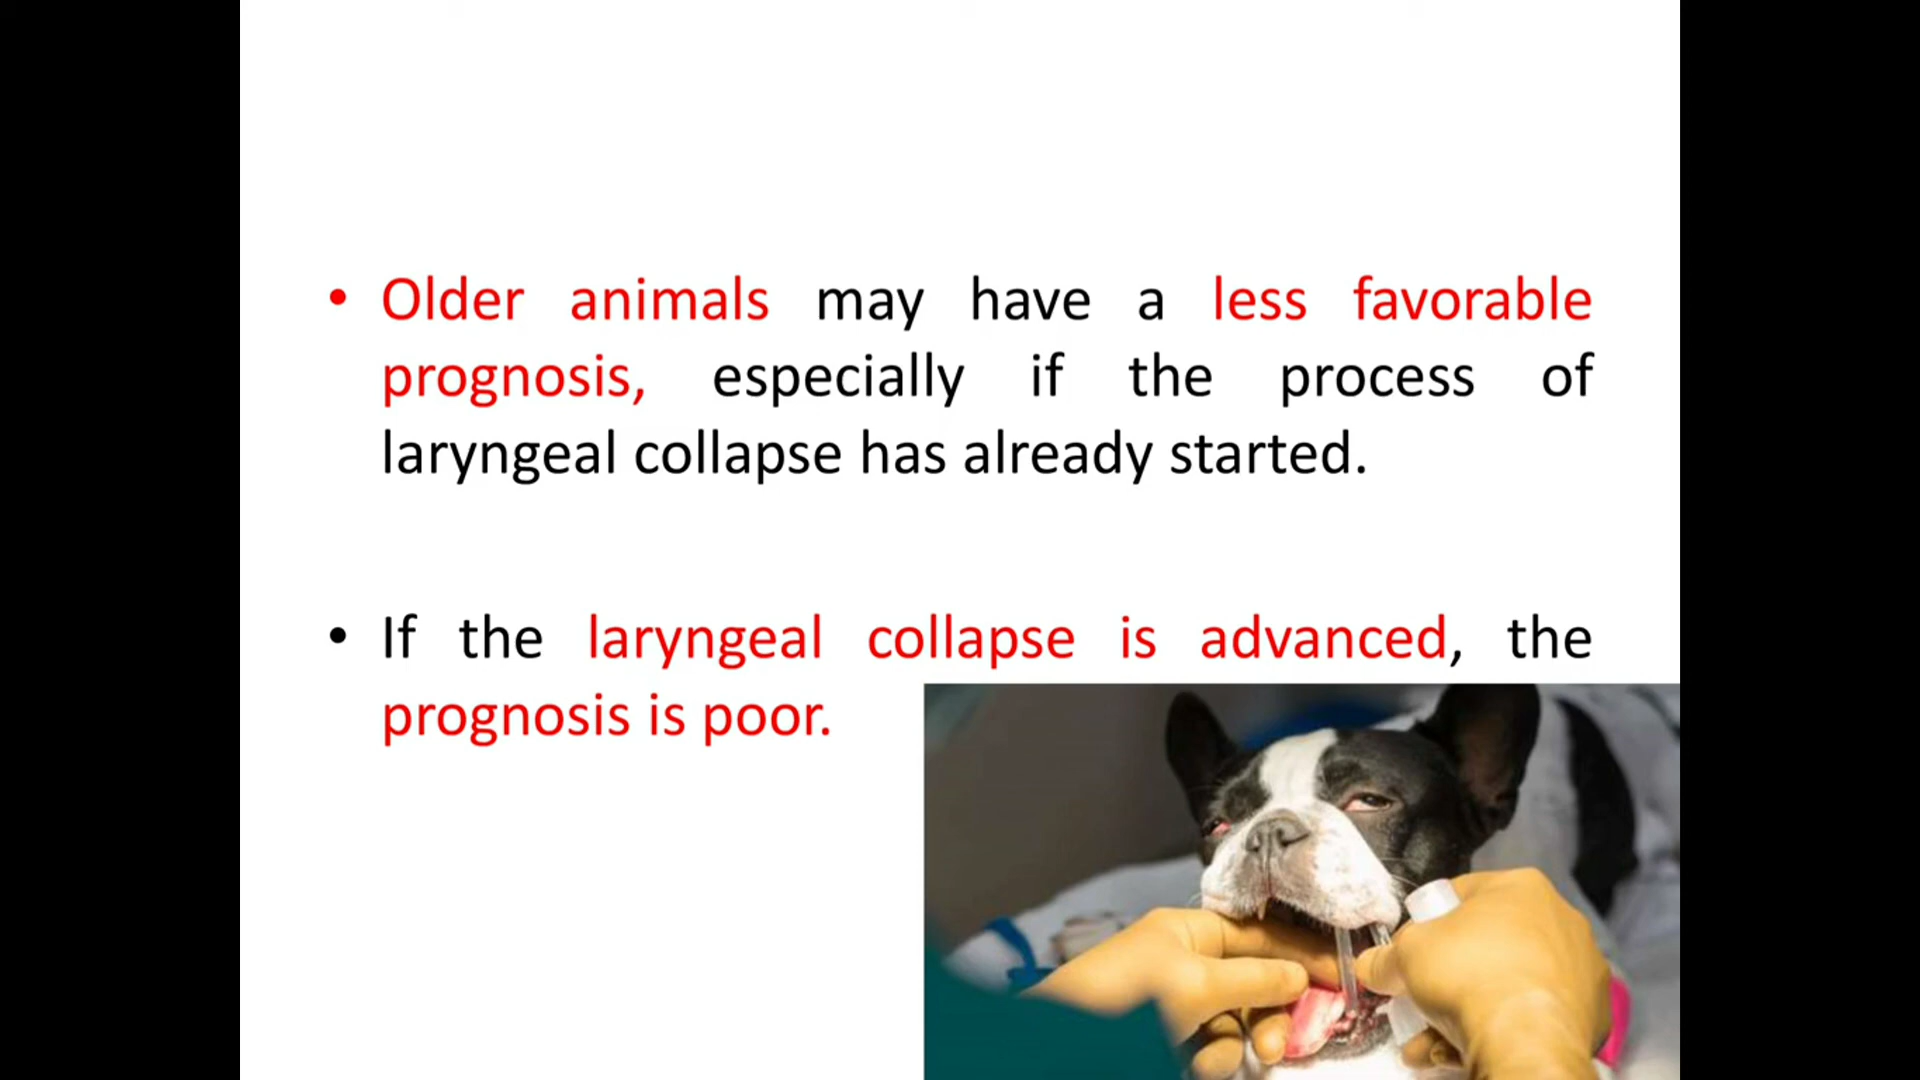 • Older animals may have a less favorable
prognosis, especially if the process of
laryngeal collapse has already started.
• If the laryngeal collapse is advanced, the
prognosis is poor.